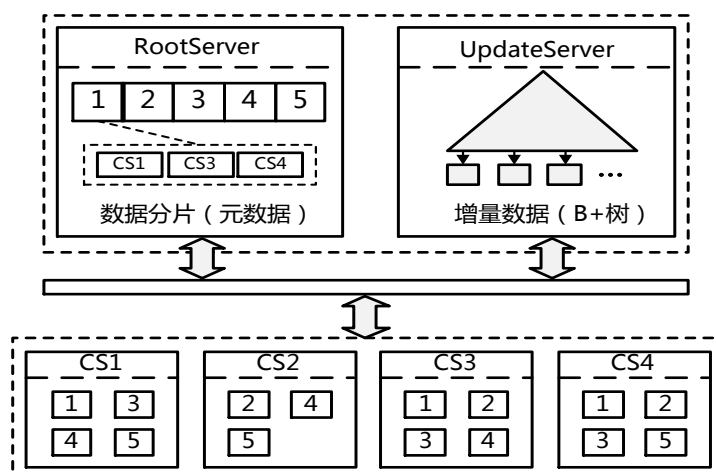 RootServer
UpdateServer
1 2 3 4 5
CS1 CS3 CS4
...
数据分片（元数据）
增量数据（B+树）
CS1 CS2 CS3 CS4
1 3 2 4 1 2 1 2
4 5 5 3 4 3 5